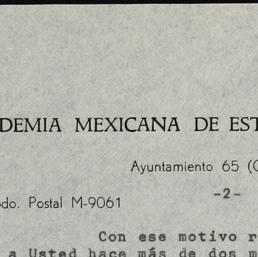 DEMIA MEXICANA DE EST
Ayuntamiento 65 (
do. Postal M-9061
-2-
Con ese motivo r
a Usted hace más de dos m